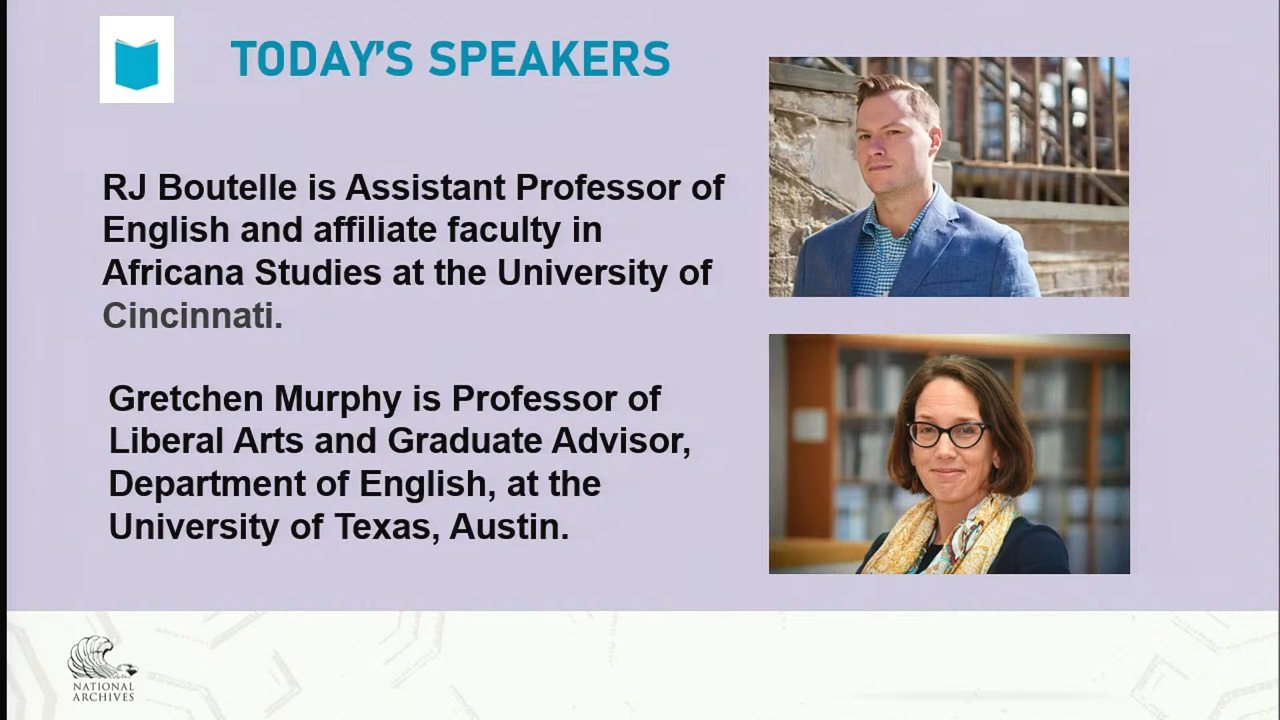 TODAY'S SPEAKERS
RJ Boutelle is Assistant Professor of
English and affiliate faculty in
Africana Studies at the University of
Cincinnati.
Gretchen Murphy is Professor of
Liberal Arts and Graduate Advisor,
Department of English, at the
University of Texas, Austin.
NATIONAL
ARCHIVES